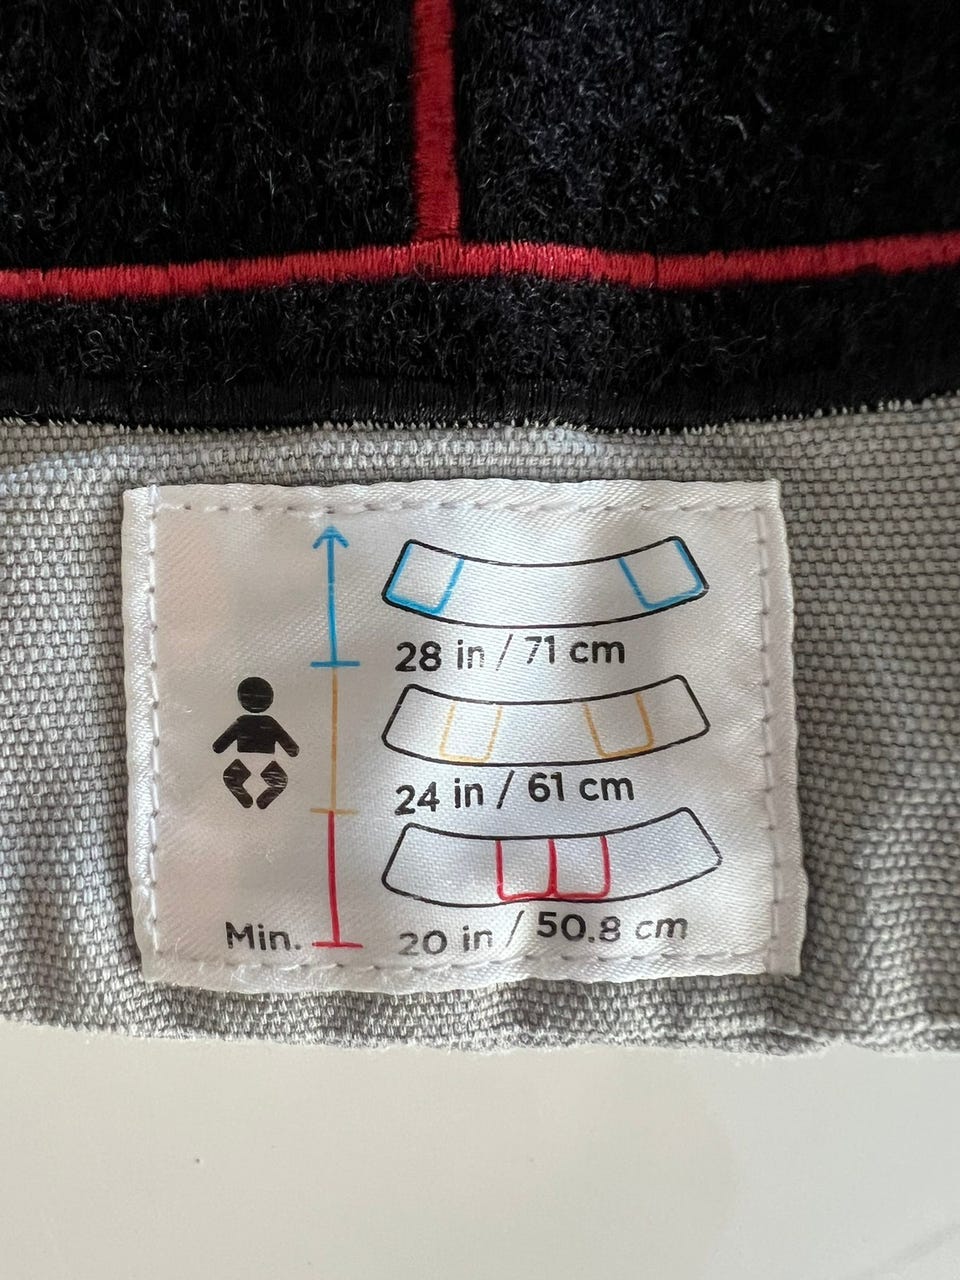 28 in / 71 cm
24 in / 61 cm
Min. 20 in / 50.8 cm